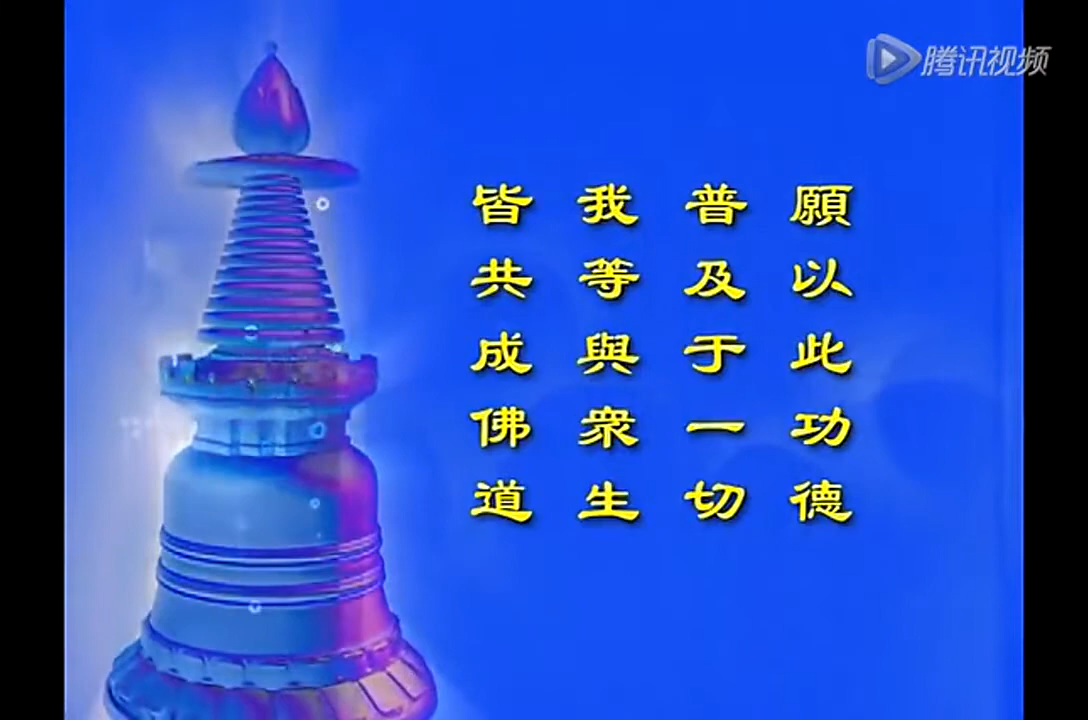 腾讯视频
願以此功德
普及于一切
我等與衆生
皆共成佛道